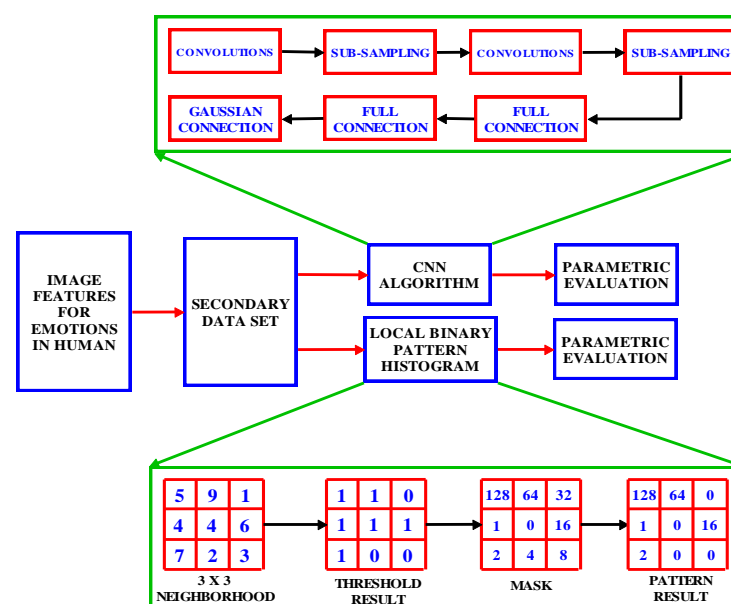 CONVOLUTIONS
SUB-SAMPLING
CONVOLUTIONS
SUB-SAMPLING
GAUSSIAN
CONNECTION
FULL
CONNECTION
FULL
CONNECTION
IMAGE
FEATURES
FOR
EMOTIONS
IN HUMAN
SECONDARY
DATA SET
CNN
ALGORITHM
PARAMETRIC
EVALUATION
LOCAL BINARY
PATTERN
HISTOGRAM
PARAMETRIC
EVALUATION
5 9 1
4 4 6
7 2 3
3 X 3
NEIGHBORHOOD
1 1 0
1 1 1
1 0 0
THRESHOLD
RESULT
128 64 32
1 0 16
2 4 8
MASK
128 64 0
1 0 16
2 0 0
PATTERN
RESULT